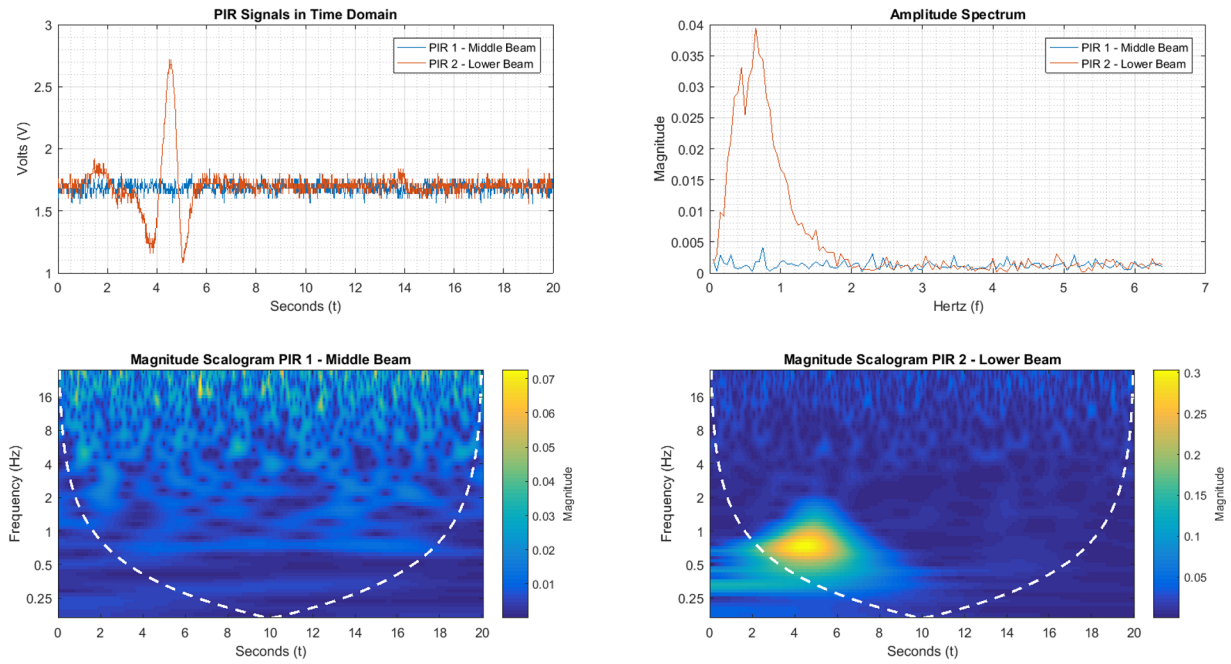 PIR Signals in Time Domain
3
2.5
2
1.5
1
Volts (V)
0 2 4 6 8 10 12 14 16 18 20
Seconds (t)
PIR 1 - Middle Beam
PIR 2 - Lower Beam
Amplitude Spectrum
0.04
0.035
0.03
0.025
0.02
0.015
0.01
0.005
0
Magnitude
0 1 2 3 4 5 6 7
Hertz (f)
PIR 1 - Middle Beam
PIR 2 - Lower Beam
Magnitude Scalogram PIR 1 - Middle Beam
16
8
4
2
1
0.5
0.25
Frequency (Hz)
0 2 4 6 8 10 12 14 16 18 20
Seconds (t)
0.07
0.06
0.05
0.04
0.03
0.02
0.01
Magnitude
Magnitude Scalogram PIR 2 - Lower Beam
16
8
4
2
1
0.5
0.25
Frequency (Hz)
0 2 4 6 8 10 12 14 16 18 20
Seconds (t)
0.3
0.25
0.2
0.15
0.1
0.05
Magnitude